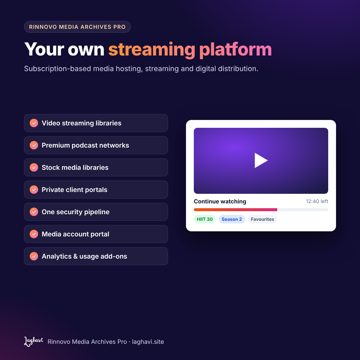 RINNOVO MEDIA ARCHIVES PRO
Your own streaming platform
Subscription-based media hosting, streaming and digital distribution.
Video streaming libraries
Premium podcast networks
Stock media libraries
Private client portals
One security pipeline
Media account portal
Analytics & usage add-ons
Continue watching
12:40 left
HIIT 30
Season 2
Favourites
laghavi
Rinnovo Media Archives Pro · laghavi.site